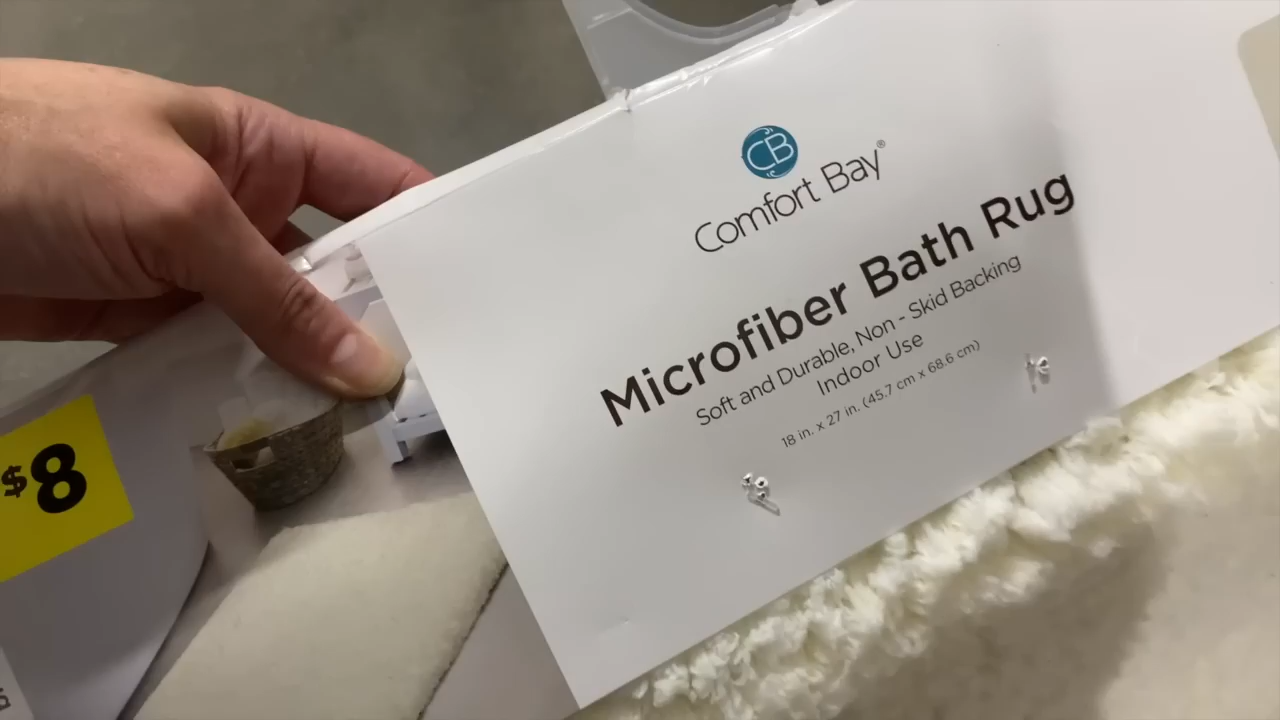 CB
Comfort Bay®
Microfiber Bath Rug
Soft and Durable, Non - Skid Backing
Indoor Use
18 in. x 27 in. (45.7 cm x 68.6 cm)
$8